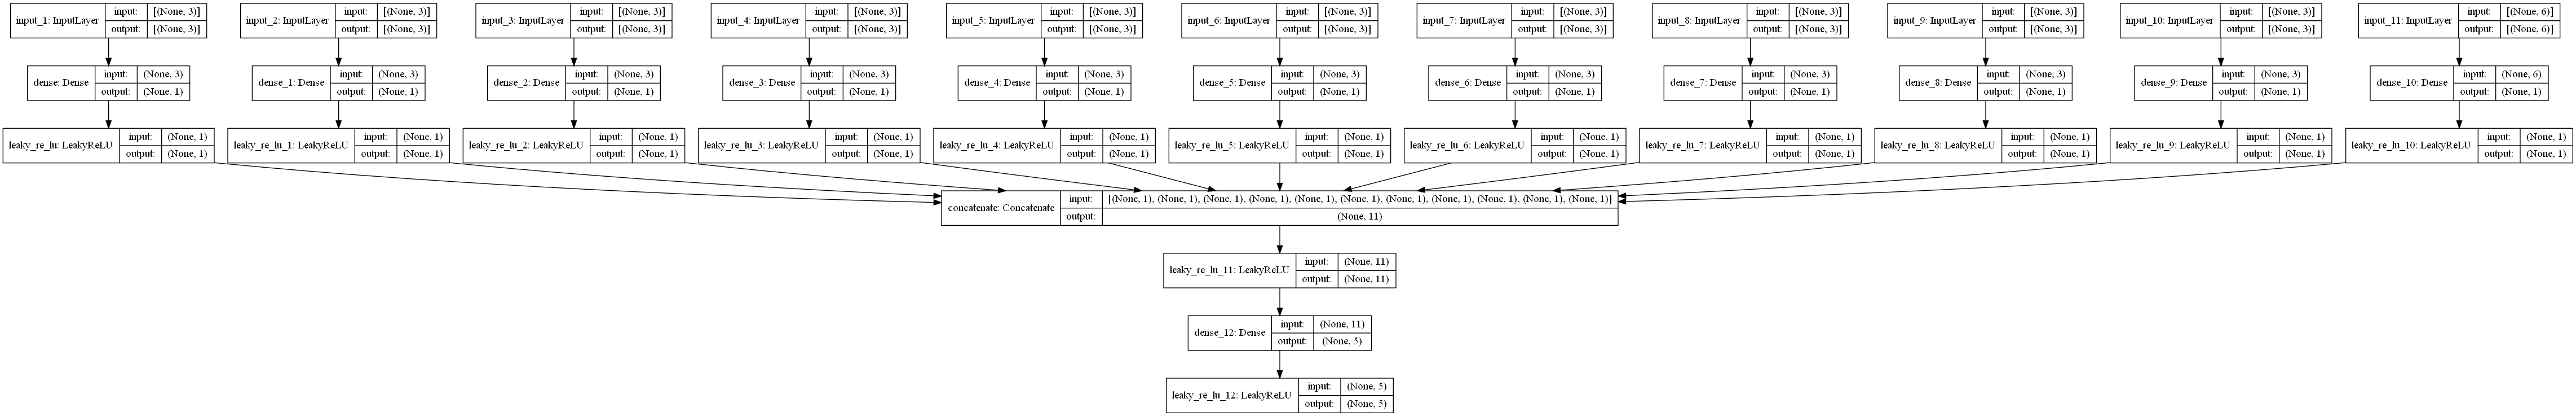 input_1: InputLayer input: [(None, 3)] output: [(None, 3)]
input_2: InputLayer input: [(None, 3)] output: [(None, 3)]
input_3: InputLayer input: [(None, 3)] output: [(None, 3)]
input_4: InputLayer input: [(None, 3)] output: [(None, 3)]
input_5: InputLayer input: [(None, 3)] output: [(None, 3)]
input_6: InputLayer input: [(None, 3)] output: [(None, 3)]
input_7: InputLayer input: [(None, 3)] output: [(None, 3)]
input_8: InputLayer input: [(None, 3)] output: [(None, 3)]
input_9: InputLayer input: [(None, 3)] output: [(None, 3)]
input_10: InputLayer input: [(None, 3)] output: [(None, 3)]
input_11: InputLayer input: [(None, 6)] output: [(None, 6)]
dense: Dense input: (None, 3) output: (None, 1)
dense_1: Dense input: (None, 3) output: (None, 1)
dense_2: Dense input: (None, 3) output: (None, 1)
dense_3: Dense input: (None, 3) output: (None, 1)
dense_4: Dense input: (None, 3) output: (None, 1)
dense_5: Dense input: (None, 3) output: (None, 1)
dense_6: Dense input: (None, 3) output: (None, 1)
dense_7: Dense input: (None, 3) output: (None, 1)
dense_8: Dense input: (None, 3) output: (None, 1)
dense_9: Dense input: (None, 3) output: (None, 1)
dense_10: Dense input: (None, 6) output: (None, 1)
leaky_re_lu: LeakyReLU input: (None, 1) output: (None, 1)
leaky_re_lu_1: LeakyReLU input: (None, 1) output: (None, 1)
leaky_re_lu_2: LeakyReLU input: (None, 1) output: (None, 1)
leaky_re_lu_3: LeakyReLU input: (None, 1) output: (None, 1)
leaky_re_lu_4: LeakyReLU input: (None, 1) output: (None, 1)
leaky_re_lu_5: LeakyReLU input: (None, 1) output: (None, 1)
leaky_re_lu_6: LeakyReLU input: (None, 1) output: (None, 1)
leaky_re_lu_7: LeakyReLU input: (None, 1) output: (None, 1)
leaky_re_lu_8: LeakyReLU input: (None, 1) output: (None, 1)
leaky_re_lu_9: LeakyReLU input: (None, 1) output: (None, 1)
leaky_re_lu_10: LeakyReLU input: (None, 1) output: (None, 1)
concatenate: Concatenate input: [(None, 1), (None, 1), (None, 1), (None, 1), (None, 1), (None, 1), (None, 1), (None, 1), (None, 1), (None, 1), (None, 1)] output: (None, 11)
leaky_re_lu_11: LeakyReLU input: (None, 11) output: (None, 11)
dense_12: Dense input: (None, 11) output: (None, 5)
leaky_re_lu_12: LeakyReLU input: (None, 5) output: (None, 5)